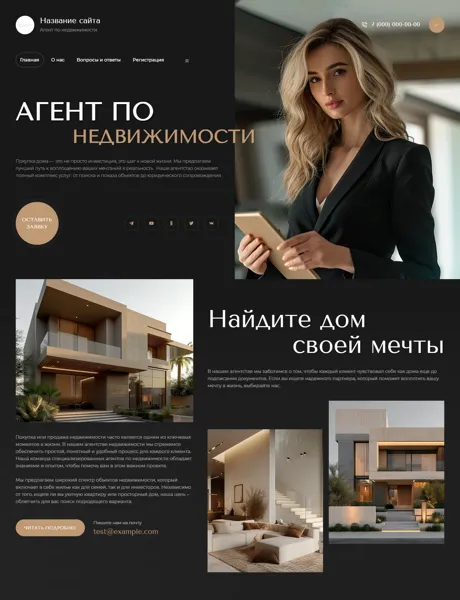 Название сайта
Агент по недвижимости
7 (000) 000-00-00
Главная
О нас
Вопросы и ответы
Регистрация
АГЕНТ ПО
НЕДВИЖИМОСТИ
Покупка дома — это не просто инвестиция, это шаг к новой жизни. Мы предлагаем
лучший путь к воплощению ваших мечтаний в реальность. Наше агентство оказывает
полный комплекс услуг: от поиска и показа объектов до юридического сопровождения.
ОСТАВИТЬ
ЗАЯВКУ
Найдите дом
своей мечты
В нашем агентстве мы заботимся о том, чтобы каждый клиент чувствовал себя как дома еще до
подписания документов. Если вы ищете надежного партнера, который поможет воплотить вашу
мечту в жизнь, выбирайте нас.
Покупка или продажа недвижимости часто является одним из ключевых
моментов в жизни. В нашем агентстве недвижимости мы стремимся
обеспечить простой, понятный и удобный процесс для каждого клиента.
Наша команда специализированных агентов по недвижимости обладает
знаниями и опытом, чтобы помочь вам в этом важном процессе.
Мы предлагаем широкий спектр объектов недвижимости, который
включает в себя жилье как для семей, так и для инвесторов. Независимо
от того, ищете ли вы уютную квартиру или просторный дом, наша цель –
облегчить для вас поиск подходящего варианта.
ЧИТАТЬ ПОДРОБНЕЕ
Пишите нам на почту
test@example.com